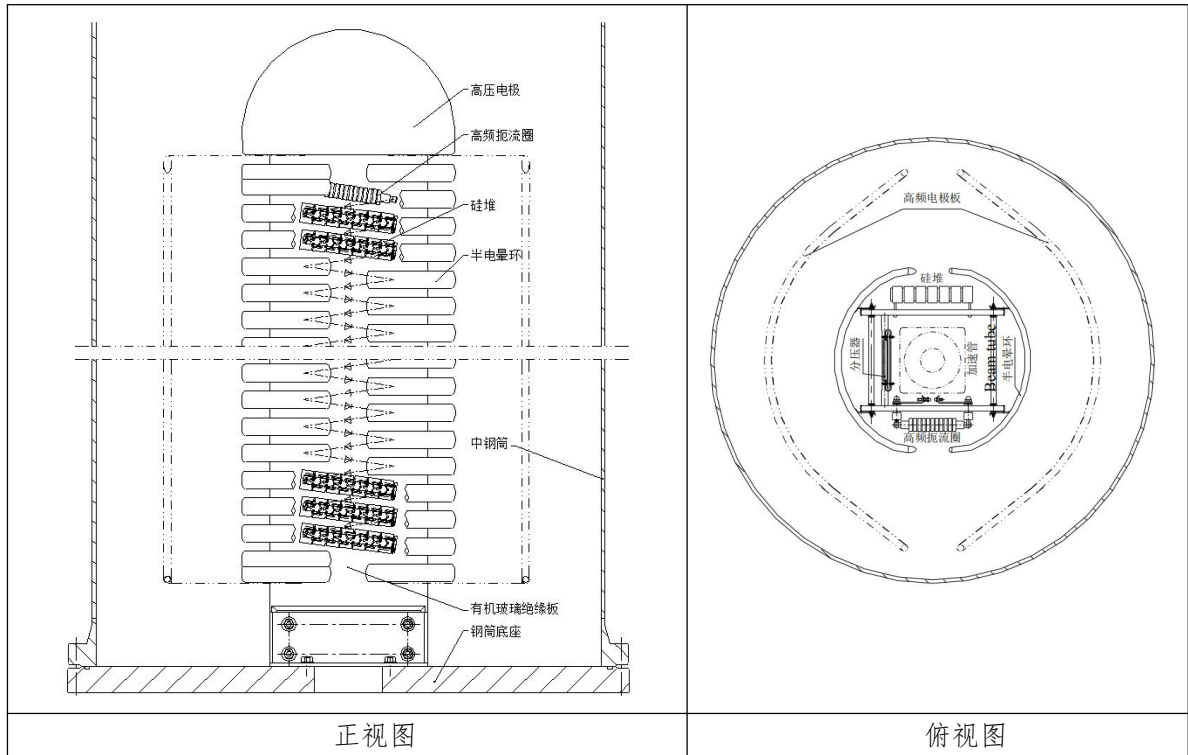 高压电极
高频扼流圈
硅堆
半电晕环
中钢筒
有机玻璃绝缘板
钢筒底座
正视图
高频电极板
硅堆
分压器
加速管
Beam tube
半电晕环
高频扼流圈
俯视图